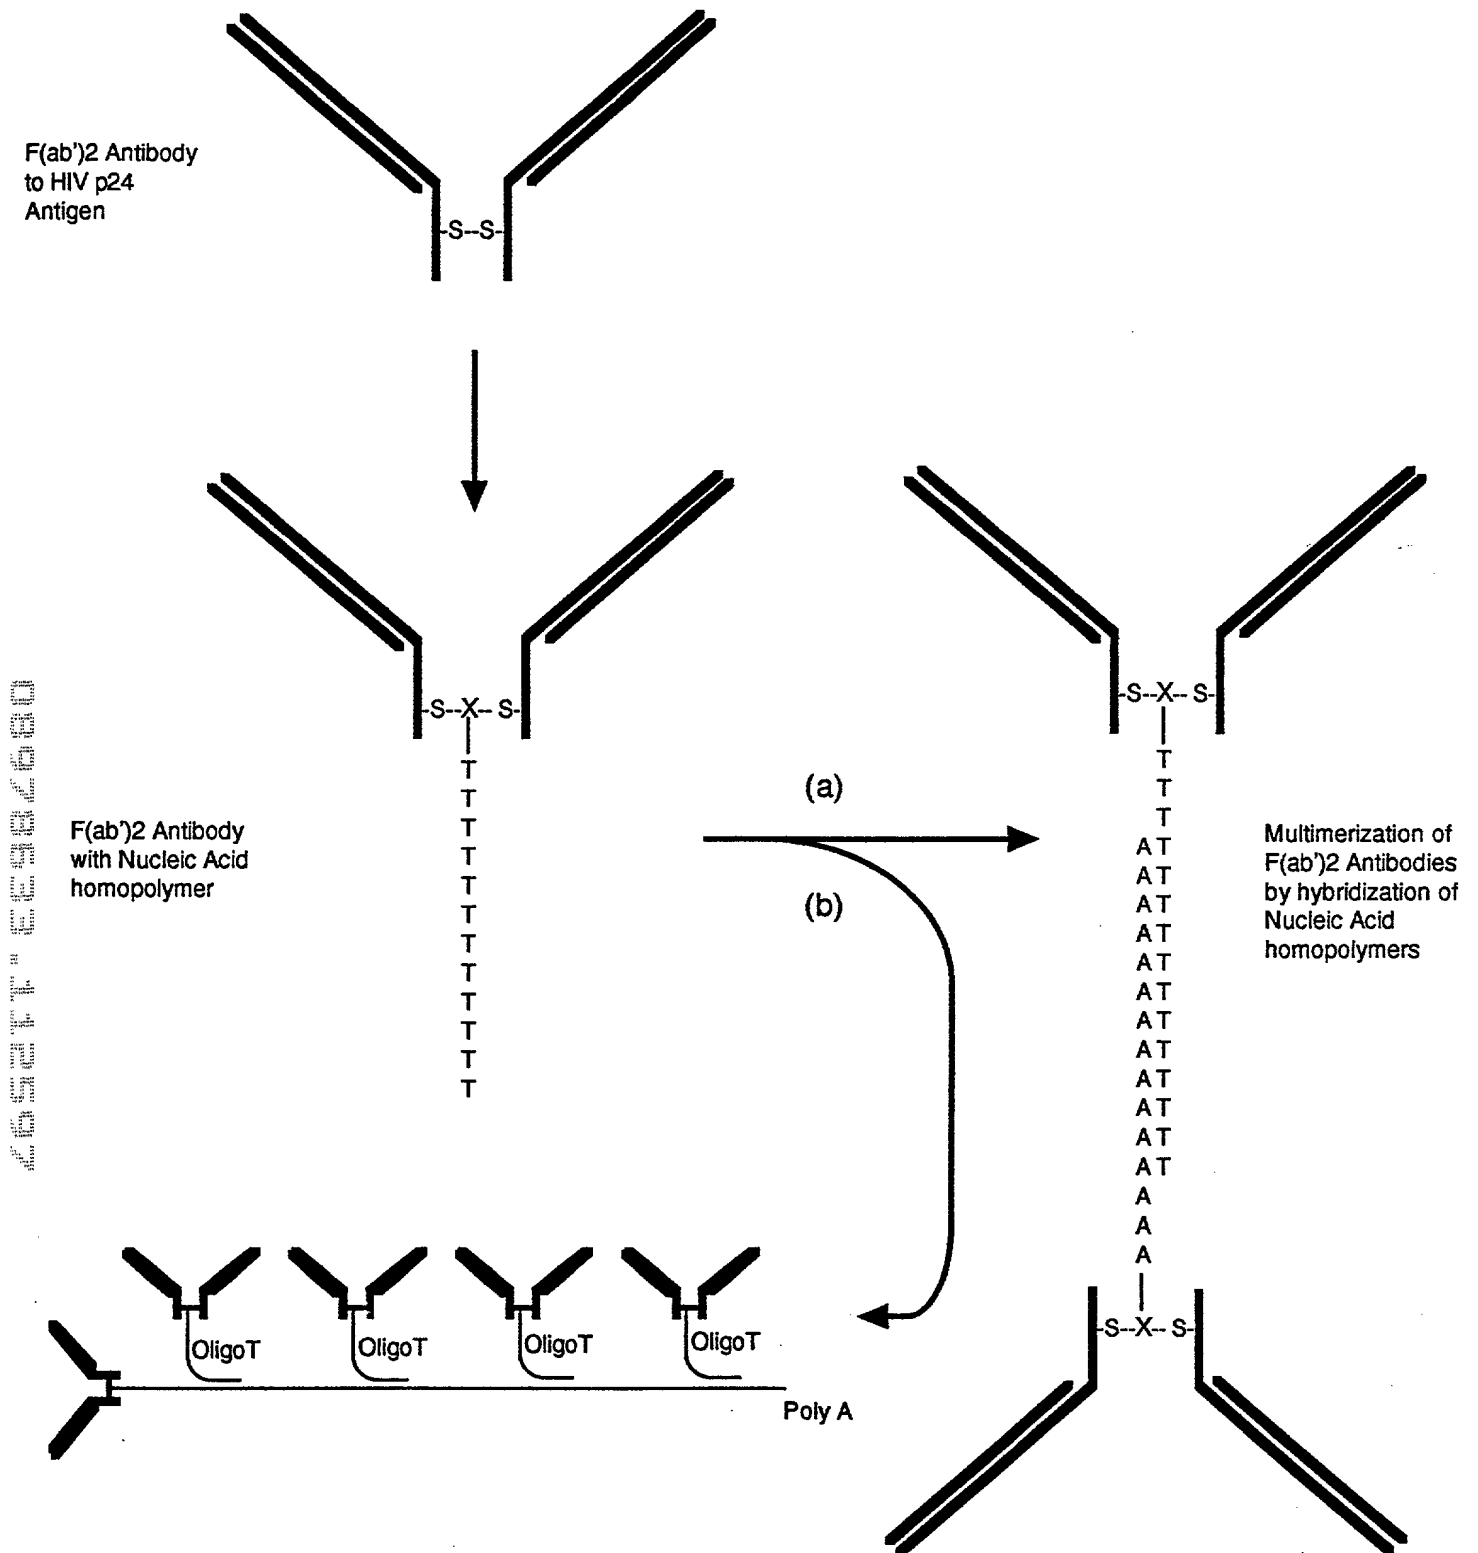 F(ab')2 Antibody
to HIV p24
Antigen
-S--S-
-S--X-- S-
T
T
T
T
T
T
T
T
T
T
T
T
F(ab')2 Antibody
with Nucleic Acid
homopolymer
(a)
(b)
-S--X-- S-
T
T
T
AT
AT
AT
AT
AT
AT
AT
AT
AT
AT
AT
AT
A
A
A
-S--X-- S-
Multimerization of
F(ab')2 Antibodies
by hybridization of
Nucleic Acid
homopolymers
OligoT
OligoT
OligoT
OligoT
Poly A